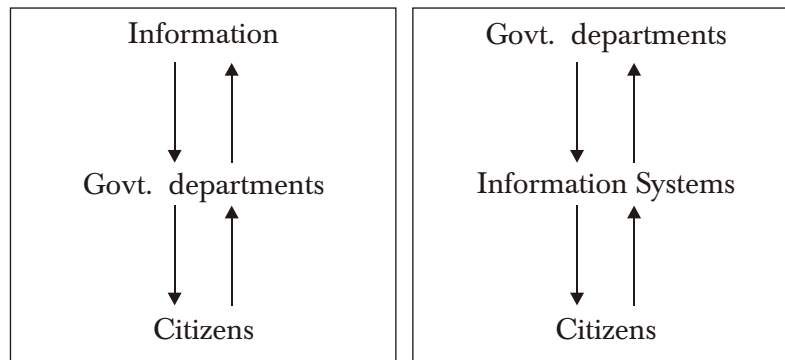 Information
Govt. departments
Citizens
Govt. departments
Information Systems
Citizens